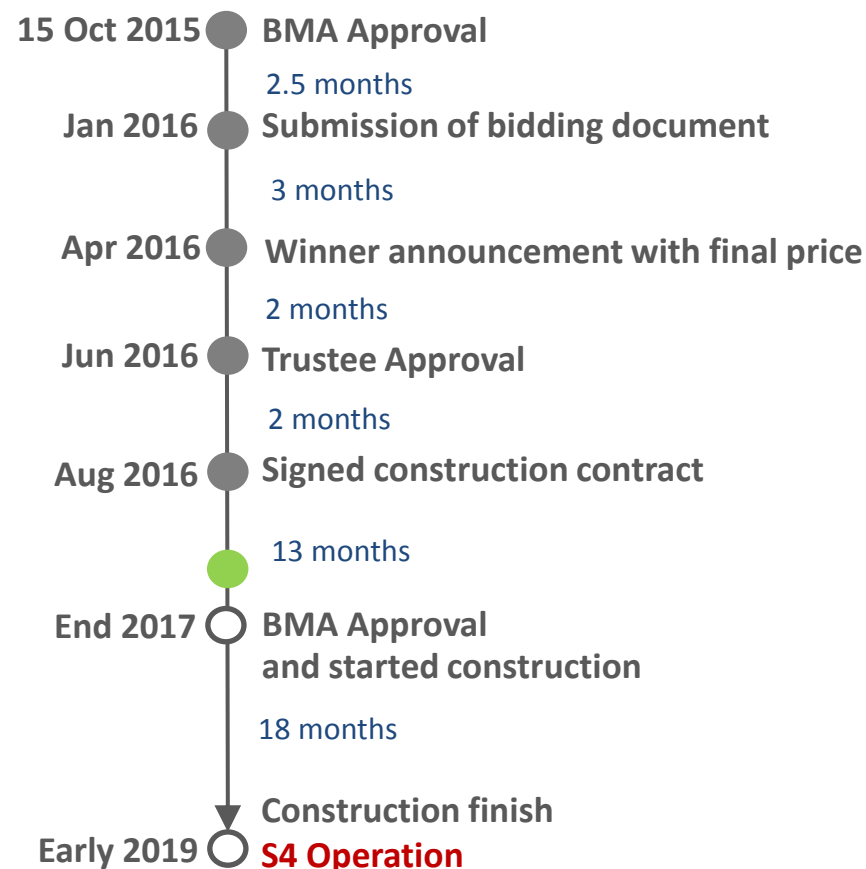 15 Oct 2015 BMA Approval
2.5 months
Jan 2016 Submission of bidding document
3 months
Apr 2016 Winner announcement with final price
2 months
Jun 2016 Trustee Approval
2 months
Aug 2016 Signed construction contract
13 months
End 2017 BMA Approval
and started construction
18 months
Construction finish
Early 2019 S4 Operation